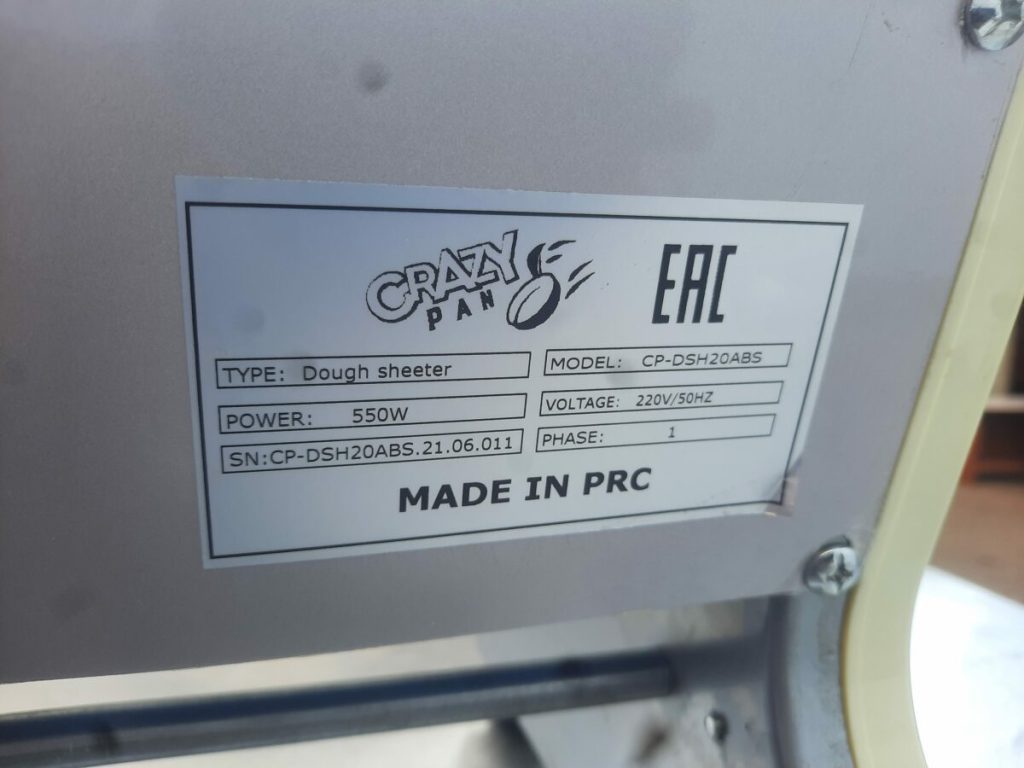 CRAZY
PAN
EAC
TYPE: Dough sheeter
MODEL: CP-DSH20ABS
POWER: 550W
VOLTAGE: 220V/50HZ
SN:CP-DSH20ABS.21.06.011
PHASE: 1
MADE IN PRC